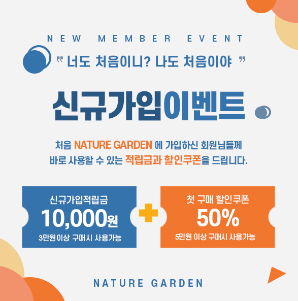 NEW MEMBER EVENT
"너도 처음이니? 나도 처음이야"
신규가입이벤트
처음 NATURE GARDEN 에 가입하신 회원님들께
바로 사용할 수 있는 적립금과 할인쿠폰을 드립니다.
신규가입적립금
10,000원
3만원 이상 구매시 사용가능
+
첫 구매 할인쿠폰
50%
5만원 이상 구매시 사용가능
NATURE GARDEN